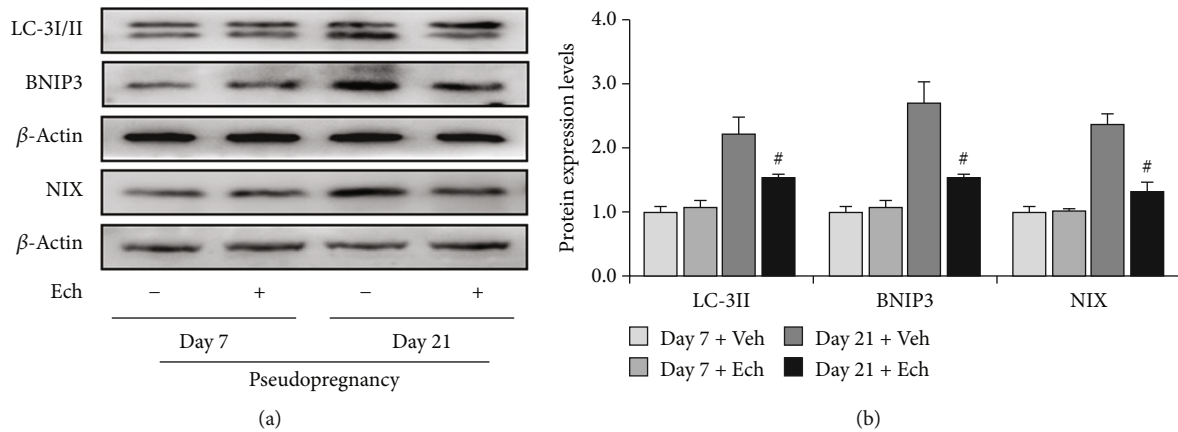 LC-3I/II
BNIP3
β-Actin
NIX
β-Actin
Ech − + − +
Day 7 Day 21
Pseudopregnancy
(a)
Protein expression levels
4.0
3.0
2.0
1.0
0.0
# # #
LC-3II BNIP3 NIX
Day 7 + Veh Day 21 + Veh
Day 7 + Ech Day 21 + Ech
(b)